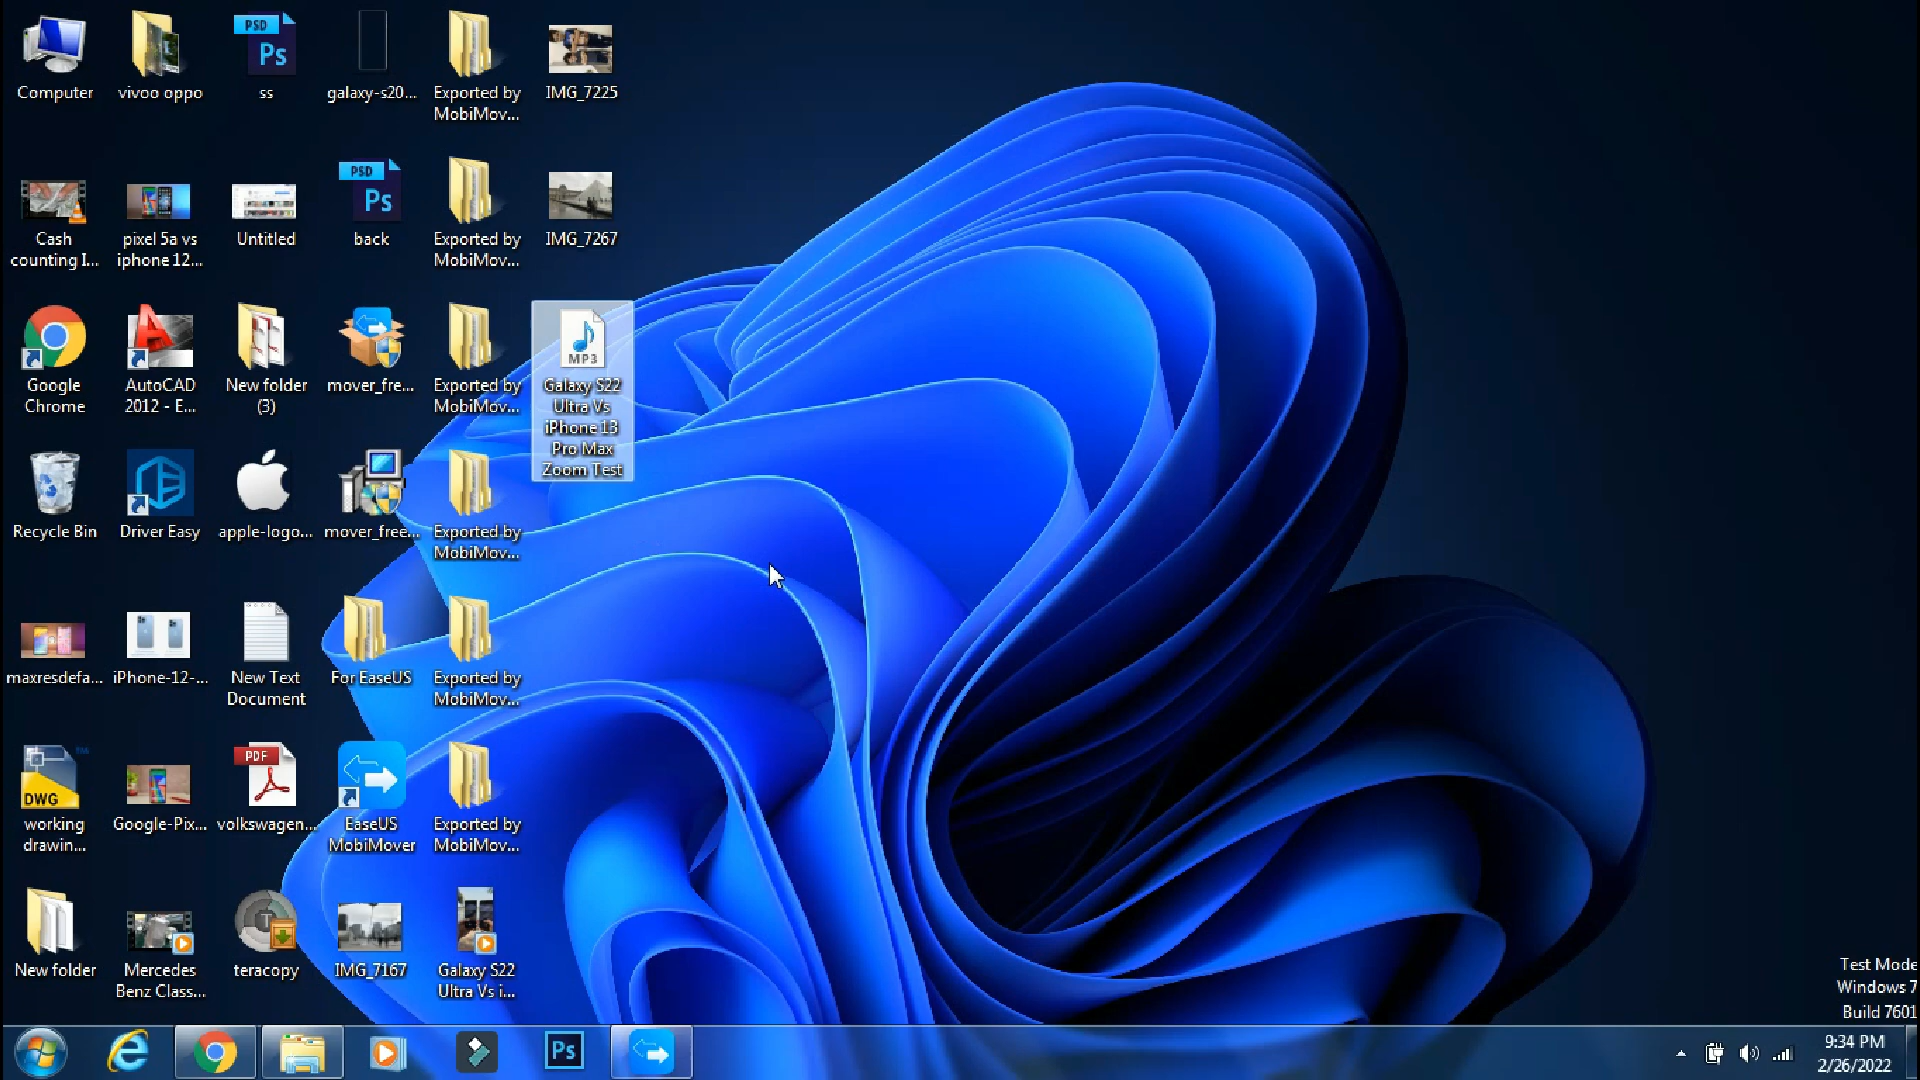 Computer
vivoo oppo
PSD
Ps
ss
galaxy-s20...
Exported by
MobiMov...
IMG_7225
Cash
counting I...
pixel 5a vs
iphone 12...
Untitled
PSD
Ps
back
Exported by
MobiMov...
IMG_7267
Google
Chrome
AutoCAD
2012 - E...
New folder
(3)
mover_fre...
Exported by
MobiMov...
MP3
Galaxy S22
Ultra Vs
iPhone 13
Pro Max
Zoom Test
Recycle Bin
Driver Easy
apple-logo...
mover_free...
Exported by
MobiMov...
maxresdefa...
iPhone-12-...
New Text
Document
For EaseUS
Exported by
MobiMov...
DWG
working
drawin...
Google-Pix...
PDF
volkswagen...
EaseUS
MobiMover
Exported by
MobiMov...
New folder
Mercedes
Benz Class...
teracopy
IMG_7167
Galaxy S22
Ultra Vs i...
Test Mode
Windows 7
Build 7601
Ps
9:34 PM
2/26/2022